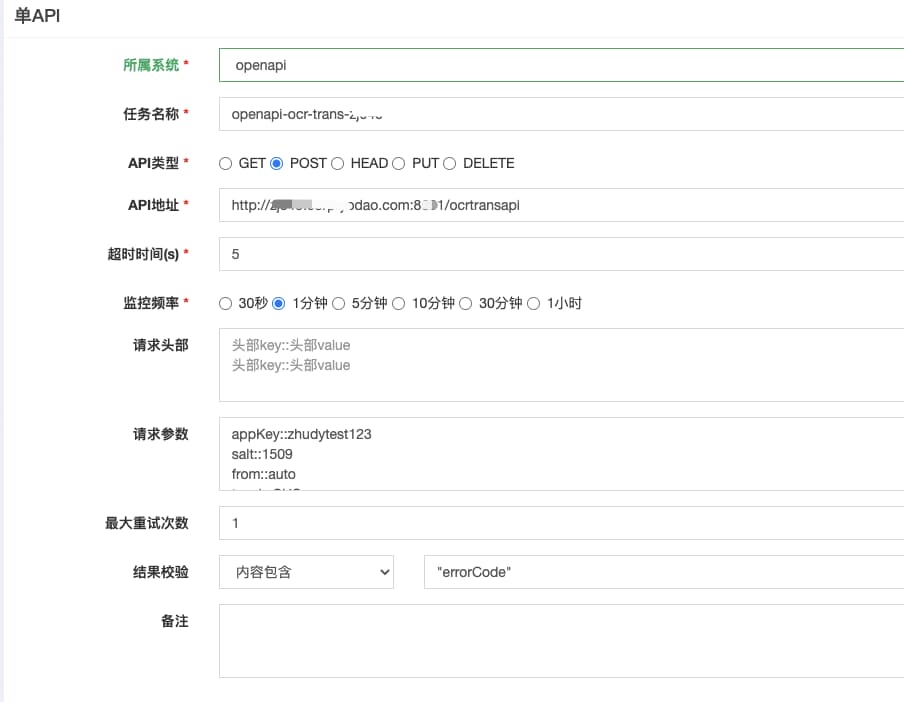 单API
所属系统 * openapi
任务名称 * openapi-ocr-trans-
API类型 * GET POST HEAD PUT DELETE
API地址 * http:// odao.com:8 1/ocrtransapi
超时时间(s) * 5
监控频率 * 30秒 1分钟 5分钟 10分钟 30分钟 1小时
请求头部 头部key::头部value
头部key::头部value
请求参数 appKey::zhudytest123
salt::1509
from::auto
最大重试次数 1
结果校验 内容包含 "errorCode"
备注